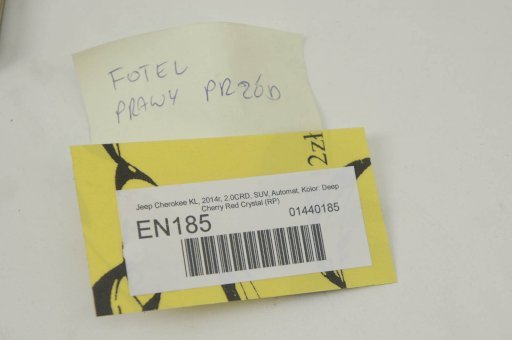 FOTEL
PRAWY PRZÓD
2zł
Jeep Cherokee KL, 2014r, 2.0CRD, SUV, Automat, Kolor: Deep
Cherry Red Crystal (RP)
EN185
01440185